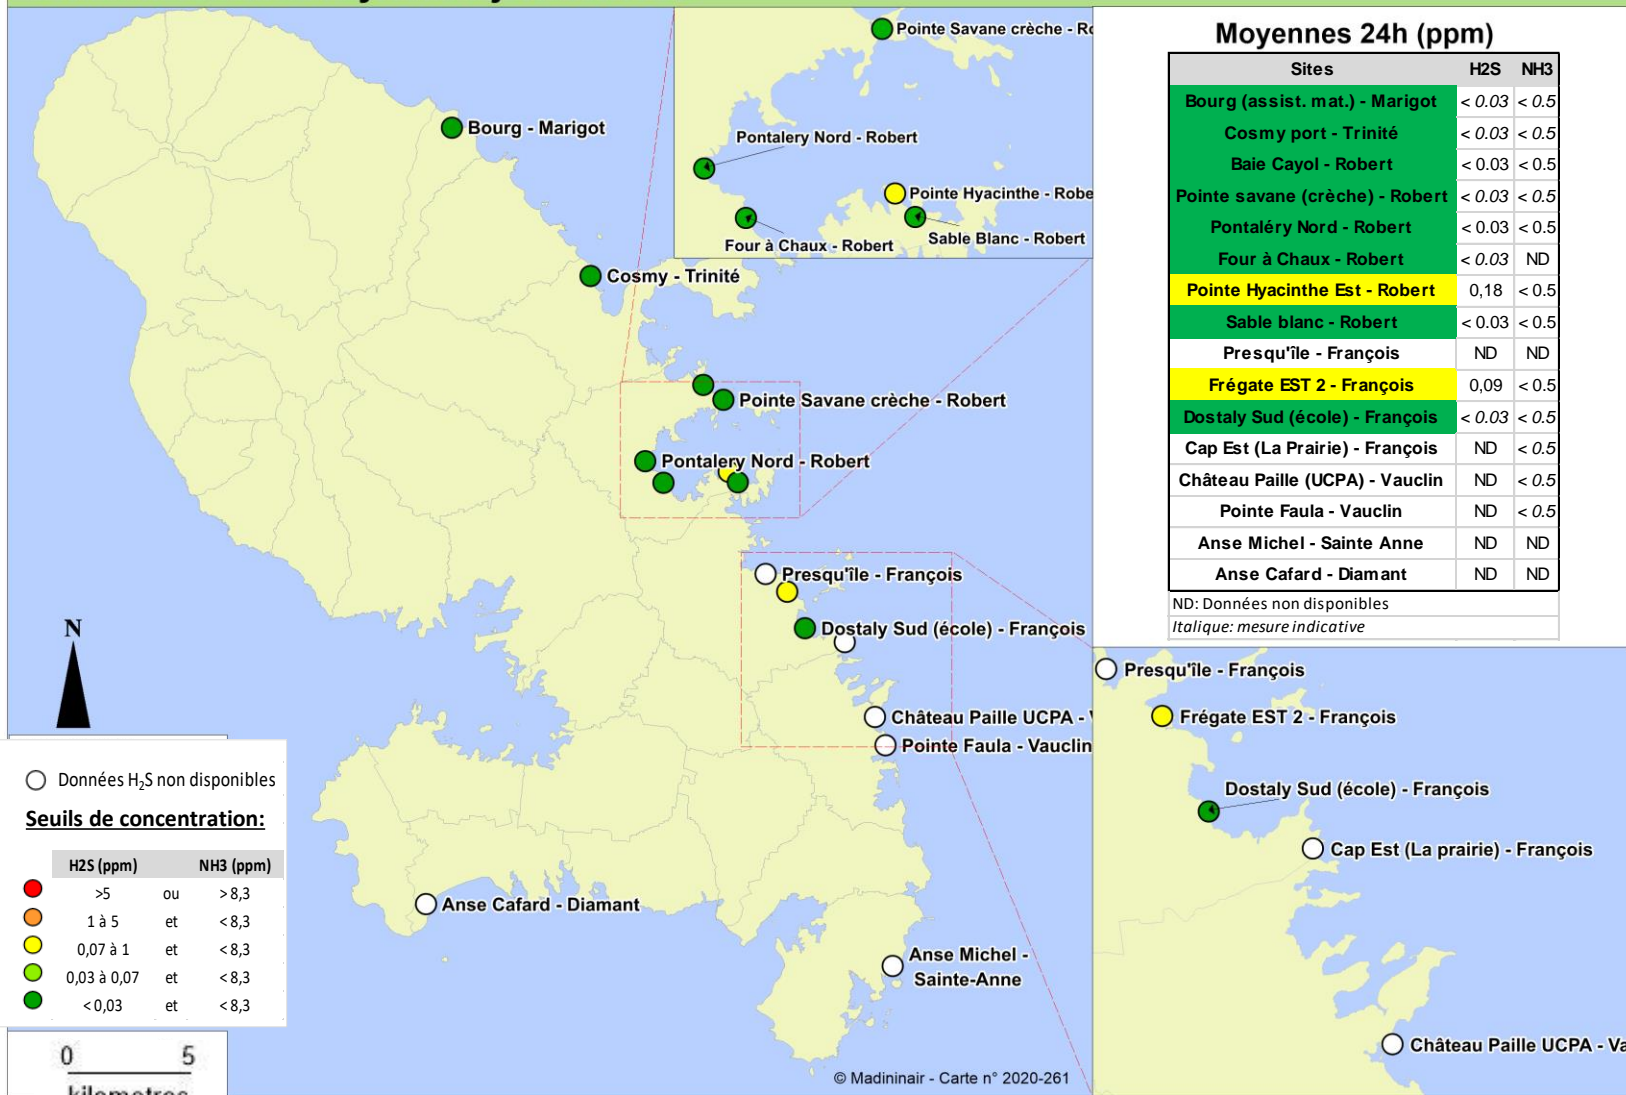 Pointe Savane crèche - Ro
Pontalery Nord - Robert
Pointe Hyacinthe - Robe
Four à Chaux - Robert
Sable Blanc - Robert
Bourg - Marigot
Cosmy - Trinité
Pointe Savane crèche - Robert
Pontalery Nord - Robert
Presqu'île - François
Dostaly Sud (école) - François
Château Paille UCPA - V
Pointe Faula - Vauclin
Anse Cafard - Diamant
Anse Michel -
Sainte-Anne
N
Moyennes 24h (ppm)
Sites H2S NH3
Bourg (assist. mat.) - Marigot < 0.03 < 0.5
Cosmy port - Trinité < 0.03 < 0.5
Baie Cayol - Robert < 0.03 < 0.5
Pointe savane (crèche) - Robert < 0.03 < 0.5
Pontaléry Nord - Robert < 0.03 < 0.5
Four à Chaux - Robert < 0.03 ND
Pointe Hyacinthe Est - Robert 0,18 < 0.5
Sable blanc - Robert < 0.03 < 0.5
Presqu'île - François ND ND
Frégate EST 2 - François 0,09 < 0.5
Dostaly Sud (école) - François < 0.03 < 0.5
Cap Est (La Prairie) - François ND < 0.5
Château Paille (UCPA) - Vauclin ND < 0.5
Pointe Faula - Vauclin ND < 0.5
Anse Michel - Sainte Anne ND ND
Anse Cafard - Diamant ND ND
ND: Données non disponibles
Italique: mesure indicative
Presqu'île - François
Frégate EST 2 - François
Dostaly Sud (école) - François
Cap Est (La prairie) - François
Château Paille UCPA - Va
Données H₂S non disponibles
Seuils de concentration:
H2S (ppm) NH3 (ppm)
>5 ou > 8,3
1 à 5 et < 8,3
0,07 à 1 et < 8,3
0,03 à 0,07 et < 8,3
< 0,03 et < 8,3
0 5
kilometres
© Madininair - Carte n° 2020-261